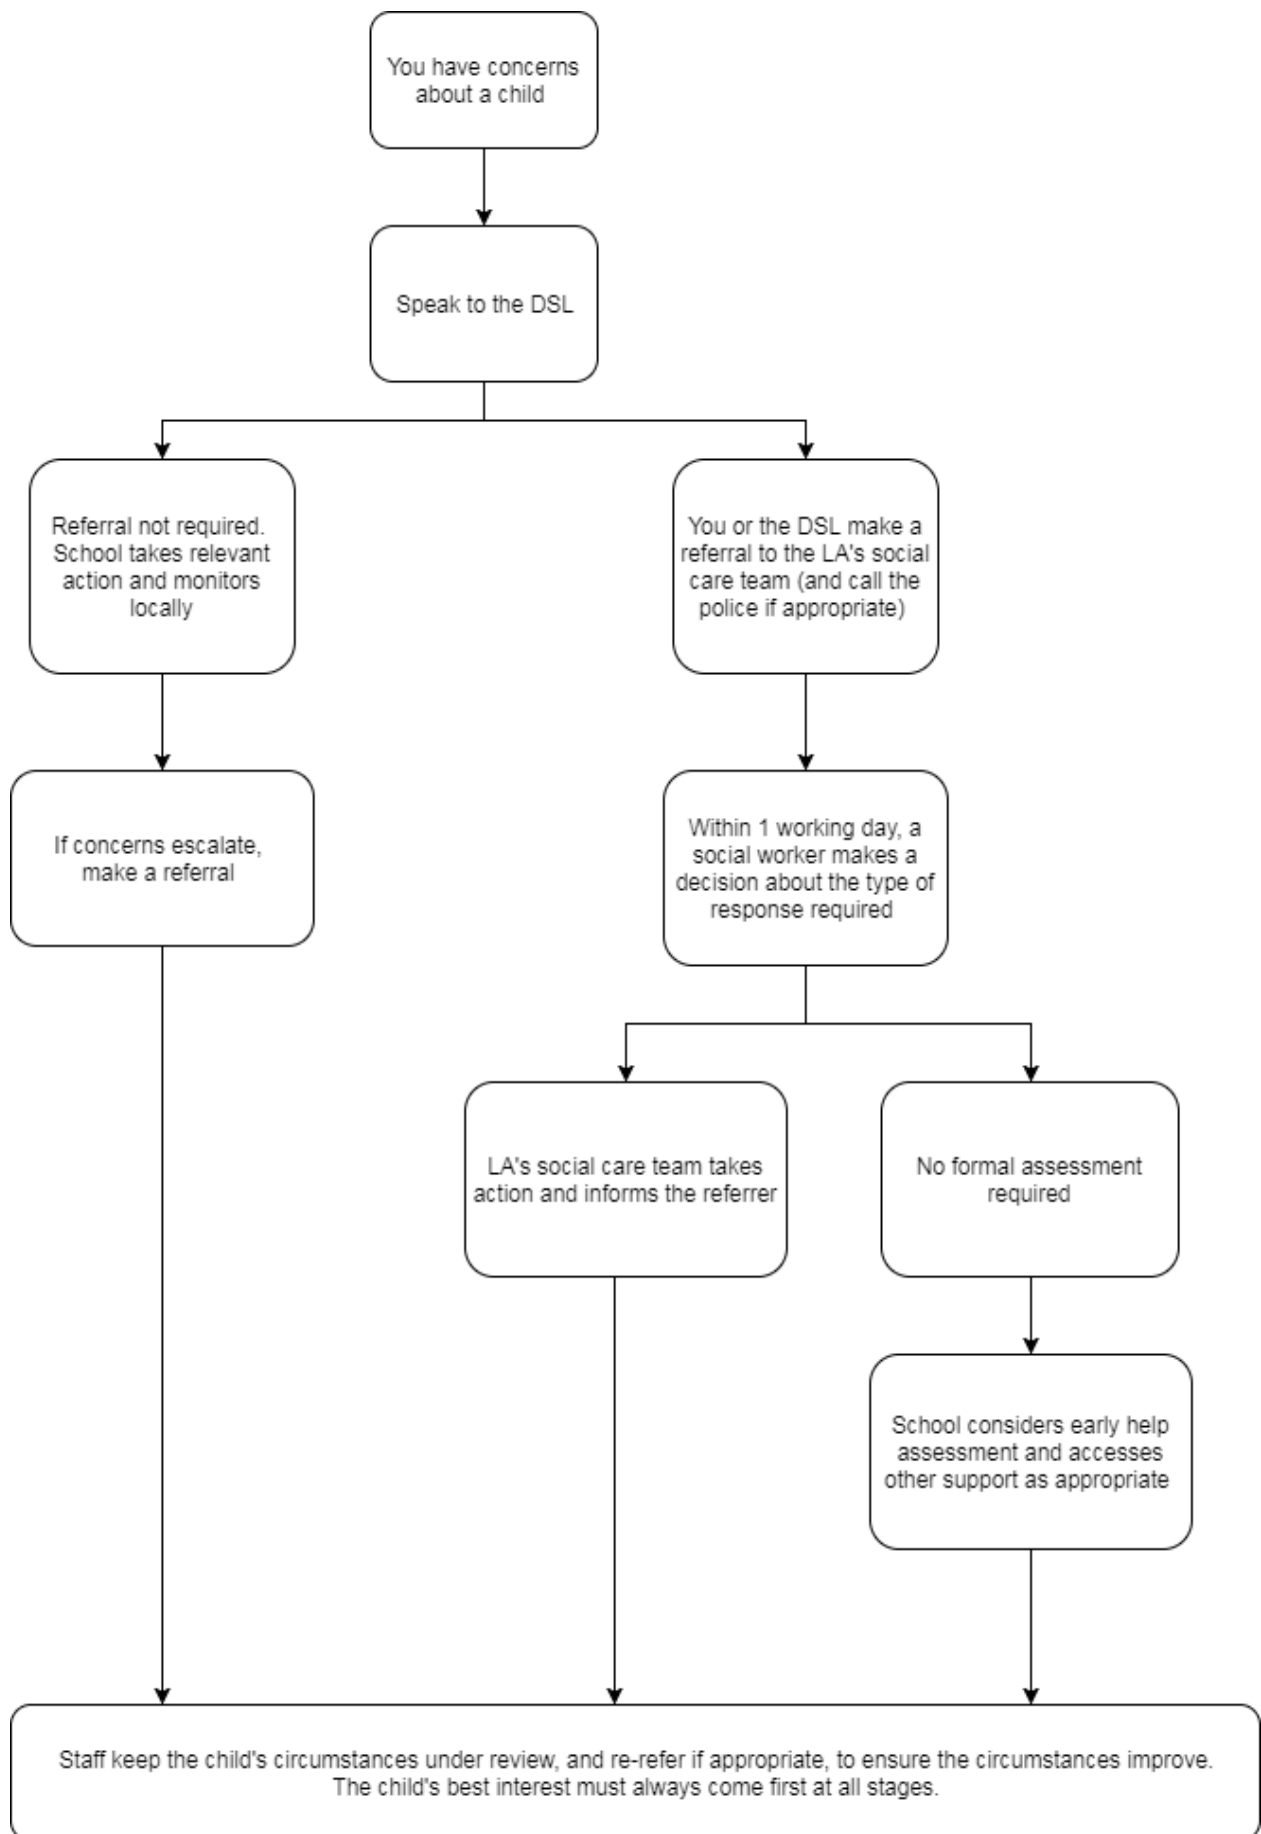 You have concerns
about a child
Speak to the DSL
Referral not required.
School takes relevant
action and monitors
locally
You or the DSL make a
referral to the LA's social
care team (and call the
police if appropriate)
If concerns escalate,
make a referral
Within 1 working day, a
social worker makes a
decision about the type of
response required
LA's social care team takes
action and informs the referrer
No formal assessment
required
School considers early help
assessment and accesses
other support as appropriate
Staff keep the child's circumstances under review, and re-refer if appropriate, to ensure the circumstances improve.
The child's best interest must always come first at all stages.